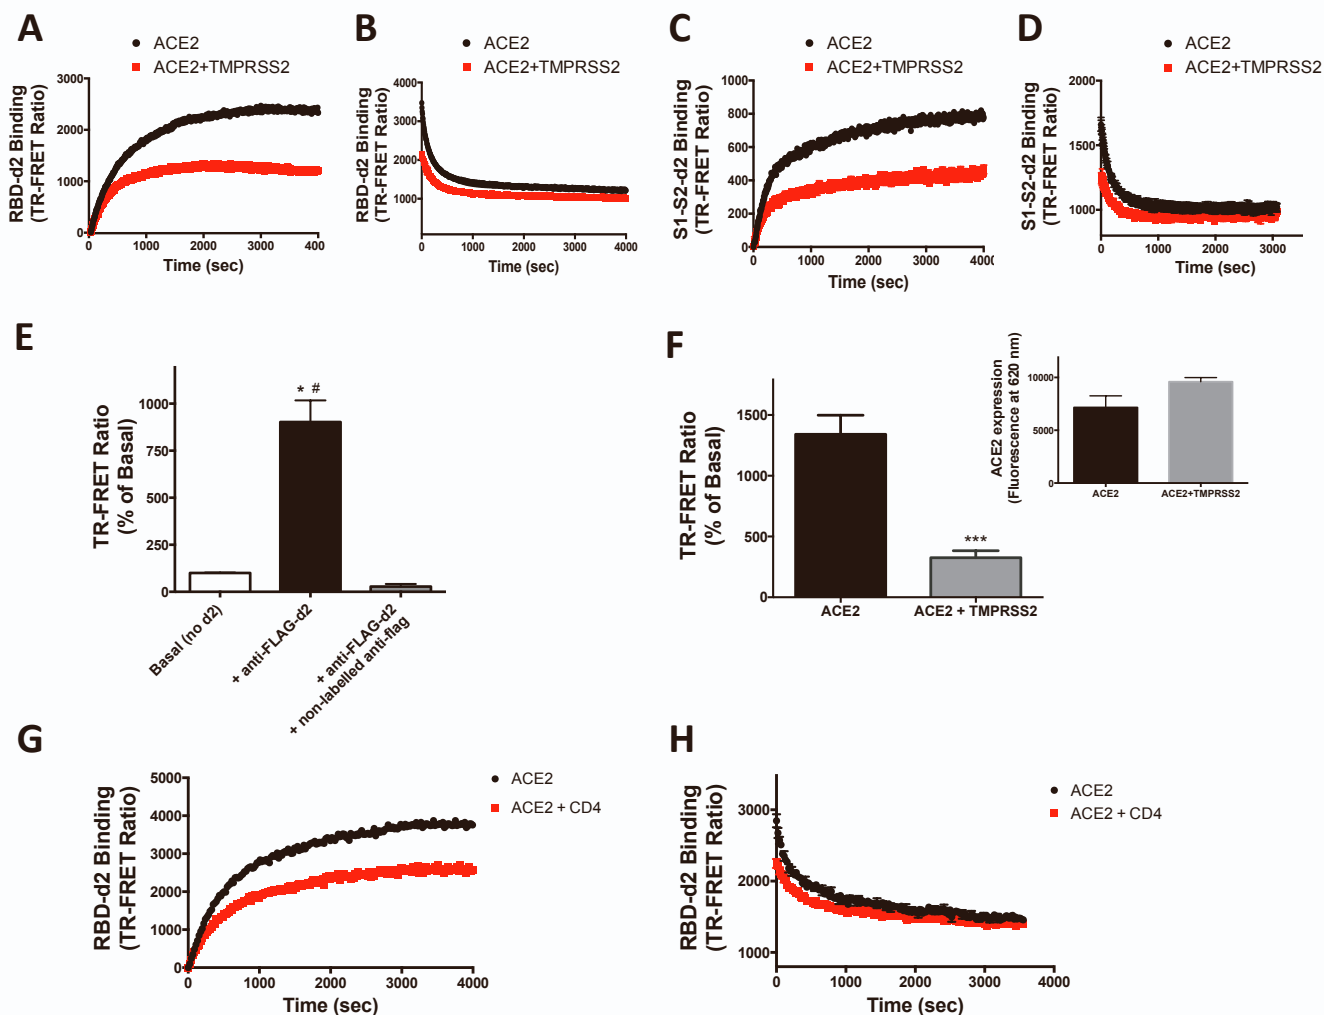 A
ACE2
ACE2+TMPRSS2
RBD-d2 Binding
(TR-FRET Ratio)
3000
2000
1000
0
0
1000
2000
3000
400
Time (sec)
B
ACE2
ACE2+TMPRSS2
RBD-d2 Binding
(TR-FRET Ratio)
4000
3000
2000
1000
0
1000
2000
3000
4000
Time (sec)
C
ACE2
ACE2+TMPRSS2
S1-S2-d2 Binding
(TR-FRET Ratio)
1000
800
600
400
200
0
0
1000
2000
3000
400
Time (sec)
D
ACE2
ACE2+TMPRSS2
S1-S2-d2 Binding
(TR-FRET Ratio)
2000
1500
1000
0
1000
2000
3000
Time (sec)
E
TR-FRET Ratio
(% of Basal)
1000
750
500
250
0
* #
Basal (no d2)
+ anti-FLAG-d2
+ anti-FLAG-d2
+ non-labelled anti-flag
F
TR-FRET Ratio
(% of Basal)
1500
1000
500
0
***
ACE2
ACE2 + TMPRSS2
ACE2 expression
(Fluorescence at 620 nm)
10000
5000
0
ACE2
ACE2+TMPRSS2
G
ACE2
ACE2 + CD4
RBD-d2 Binding
(TR-FRET Ratio)
5000
4000
3000
2000
1000
0
0
1000
2000
3000
4000
Time (sec)
H
ACE2
ACE2 + CD4
RBD-d2 Binding
(TR-FRET Ratio)
3000
2000
1000
0
1000
2000
3000
4000
Time (sec)